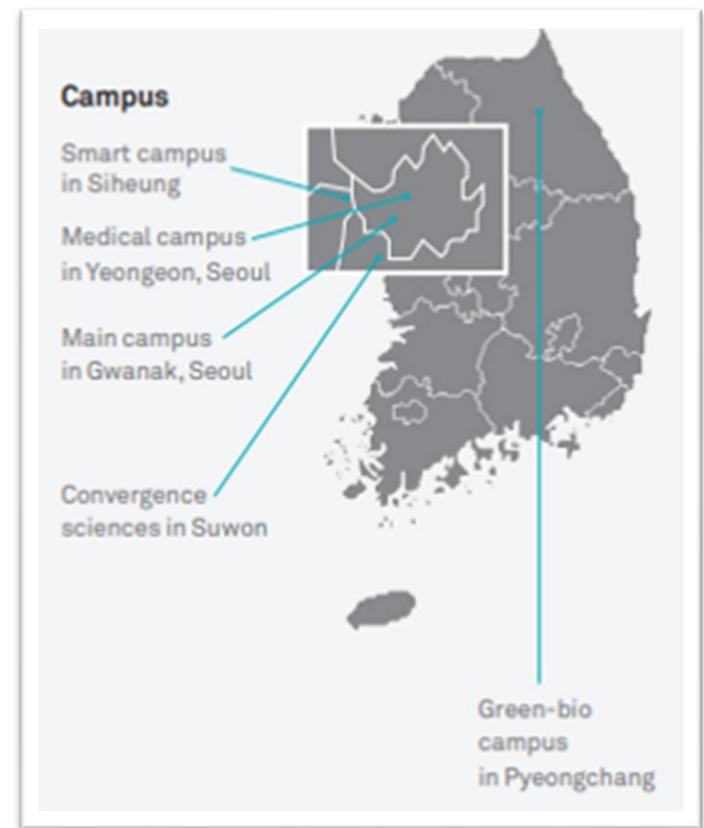 Campus
Smart campus
in Siheung
Medical campus
in Yeongeon, Seoul
Main campus
in Gwanak, Seoul
Convergence
sciences in Suwon
Green-bio
campus
in Pyeongchang